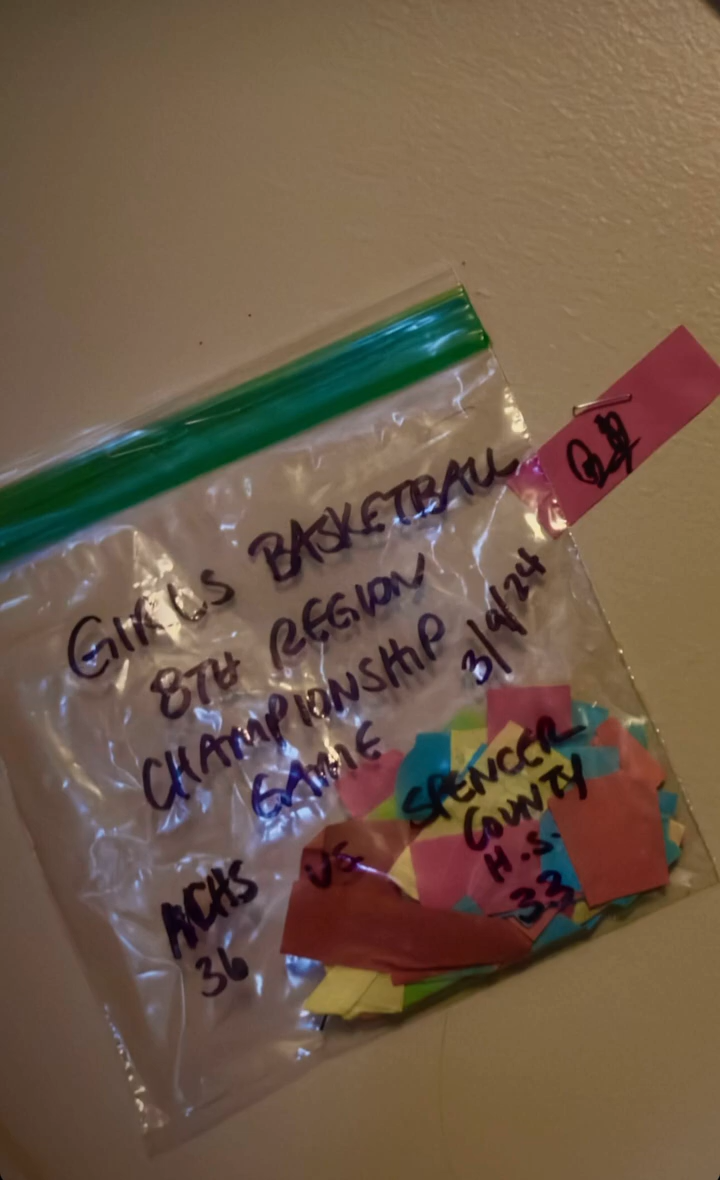 GIRLS BASKETBALL
8TH REGION
CHAMPIONSHIP 3/9/24
GAME
ACHS 36
VS
SPENCER COUNTY H.S. 33